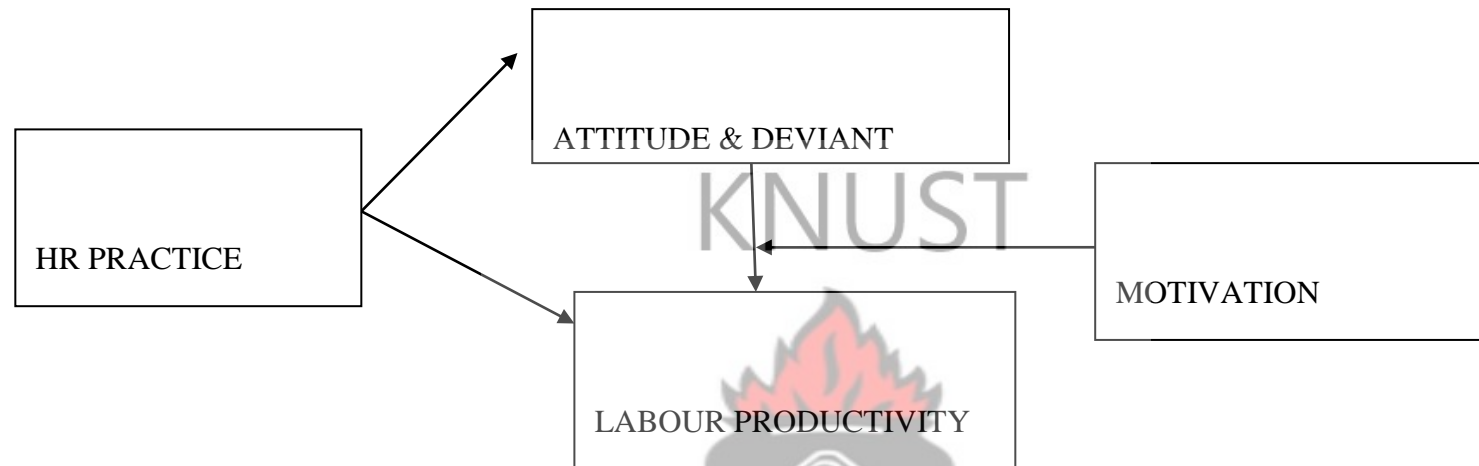 ATTITUDE & DEVIANT
KNUST
HR PRACTICE
MOTIVATION
LABOUR PRODUCTIVITY